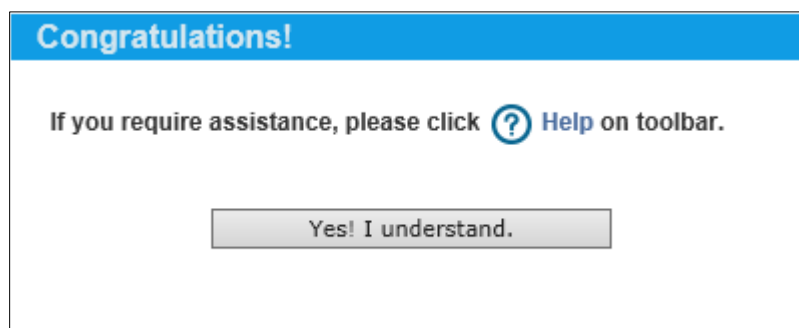 Congratulations!
If you require assistance, please click ? Help on toolbar.
Yes! I understand.